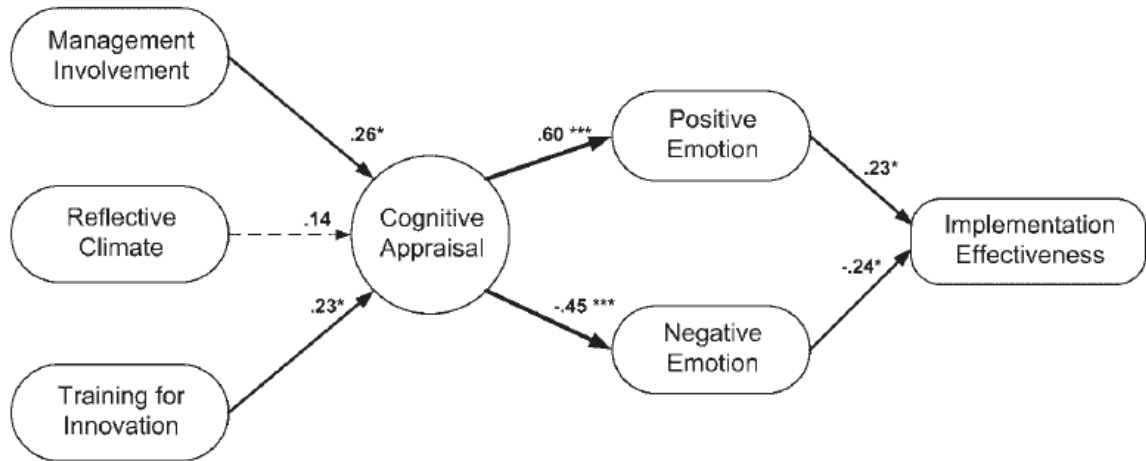 Management
Involvement
.26*
Reflective
Climate
.14
Training for
Innovation
.23*
Cognitive
Appraisal
.60 ***
-.45 ***
Positive
Emotion
.23*
Negative
Emotion
-.24*
Implementation
Effectiveness